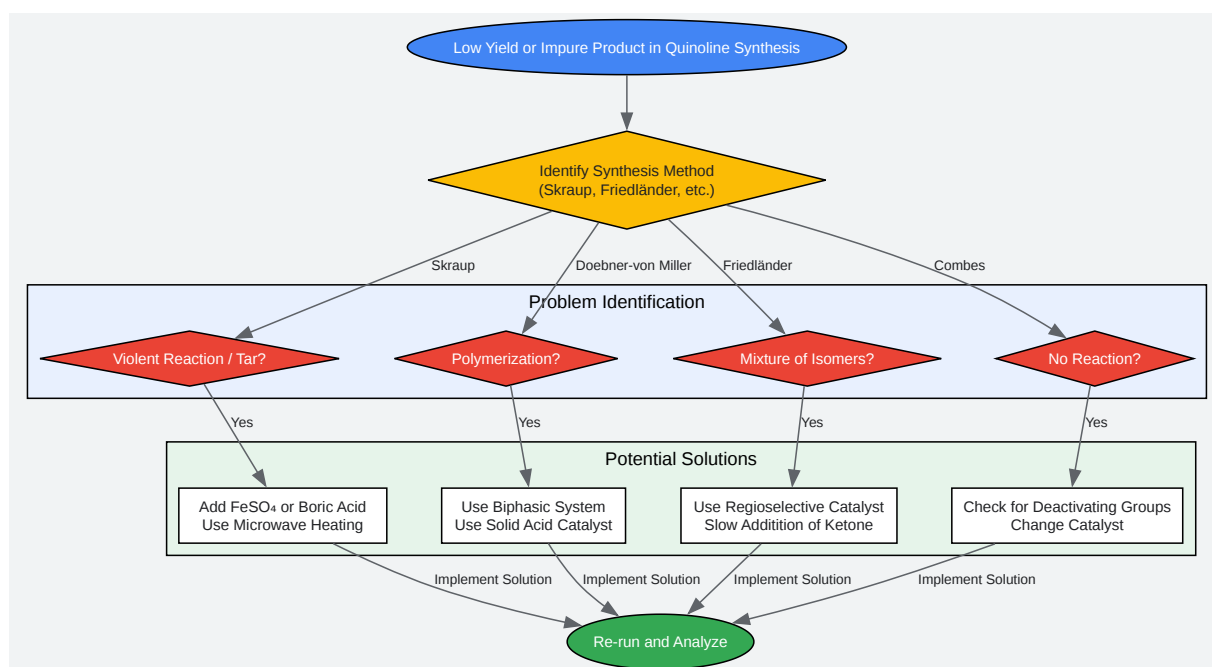 Low Yield or Impure Product in Quinoline Synthesis
Identify Synthesis Method
(Skraup, Friedländer, etc.)
Skraup
Doebner-von Miller
Friedländer
Combes
Problem Identification
Violent Reaction / Tar?
Polymerization?
Mixture of Isomers?
No Reaction?
Yes
Yes
Yes
Yes
Potential Solutions
Add FeSO₄ or Boric Acid
Use Microwave Heating
Use Biphasic System
Use Solid Acid Catalyst
Use Regioselective Catalyst
Slow Additition of Ketone
Check for Deactivating Groups
Change Catalyst
Implement Solution
Implement Solution
Implement Solution
Implement Solution
Re-run and Analyze